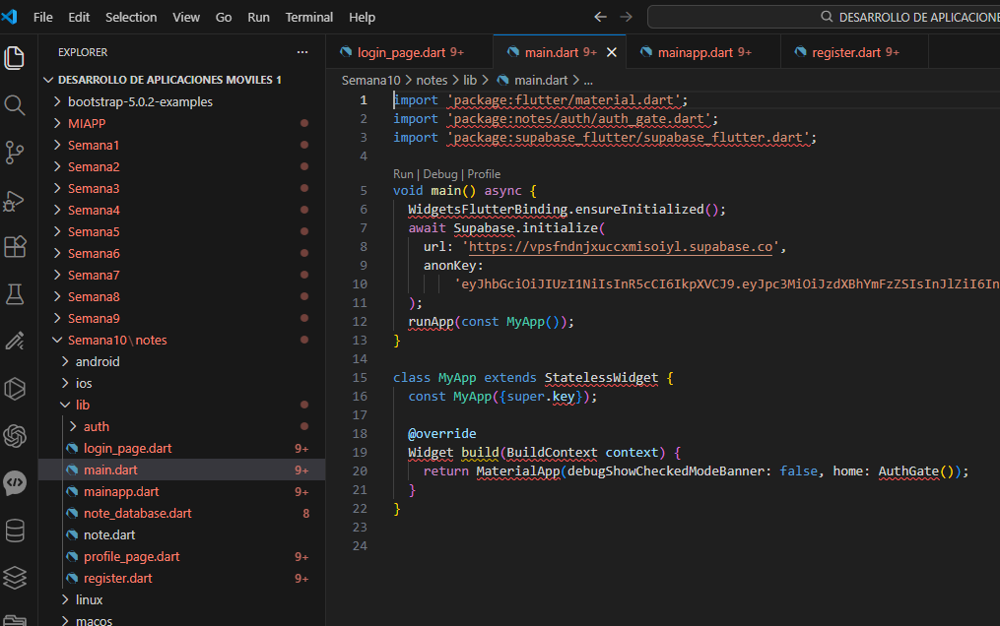 File Edit Selection View Go Run Terminal Help
DESARROLLO DE APLICACIONE
EXPLORER ...
DESARROLLO DE APLICACIONES MOVILES 1
bootstrap-5.0.2-examples
MIAPP
Semana1
Semana2
Semana3
Semana4
Semana5
Semana6
Semana7
Semana8
Semana9
Semana10\notes
android
ios
lib
auth
login_page.dart 9+
main.dart 9+
mainapp.dart 9+
note_database.dart 8
note.dart
profile_page.dart 9+
register.dart 9+
linux
macos
login_page.dart 9+ main.dart 9+ mainapp.dart 9+ register.dart 9+
Semana10 > notes > lib > main.dart > ...
1 import 'package:flutter/material.dart';
2 import 'package:notes/auth/auth_gate.dart';
3 import 'package:supabase_flutter/supabase_flutter.dart';
4
Run | Debug | Profile
5 void main() async {
6 WidgetsFlutterBinding.ensureInitialized();
7 await Supabase.initialize(
8 url: 'https://vpsfndnjxuccxmisoiyl.supabase.co',
9 anonKey:
10 'eyJhbGciOiJIUzI1NiIsInR5cCI6IkpXVCJ9.eyJpc3MiOiJzdXBhYmFzZSIsInJlZiI6In
11 );
12 runApp(const MyApp());
13 }
14
15 class MyApp extends StatelessWidget {
16 const MyApp({super.key});
17
18 @override
19 Widget build(BuildContext context) {
20 return MaterialApp(debugShowCheckedModeBanner: false, home: AuthGate());
21 }
22 }
23
24